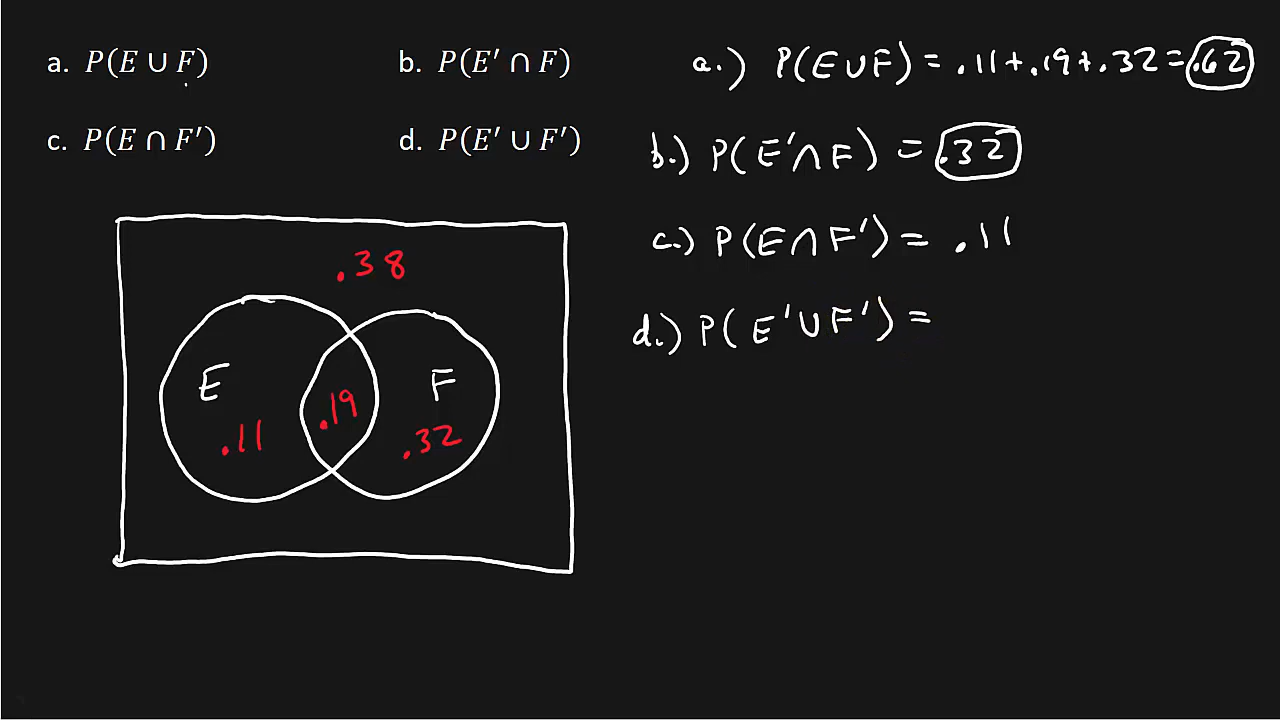 a. P(E ∪ F) b. P(E′ ∩ F)
c. P(E ∩ F′) d. P(E′ ∪ F′)
a.) P(E∪F) = .11+.19+.32=.62
b.) P(E′∩F) = .32
c.) P(E∩F′) = .11
d.) P(E′∪F′) =
.38
E F
.11 .19 .32